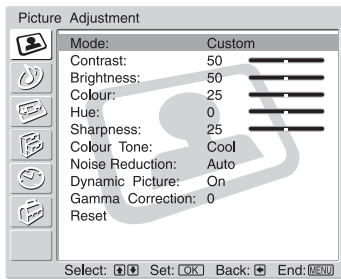 Picture Adjustment
Mode: Custom
Contrast: 50
Brightness: 50
Colour: 25
Hue: 0
Sharpness: 25
Colour Tone: Cool
Noise Reduction: Auto
Dynamic Picture: On
Gamma Correction: 0
Reset
Select: Set: OK Back: End: MENU